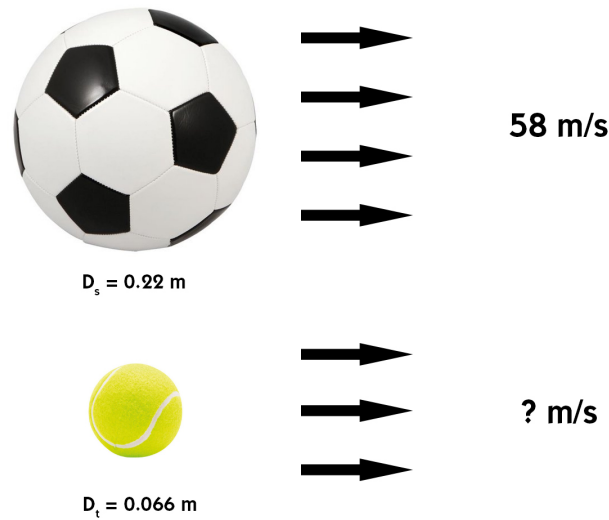 58 m/s
Dₛ = 0.22 m
? m/s
Dₜ = 0.066 m